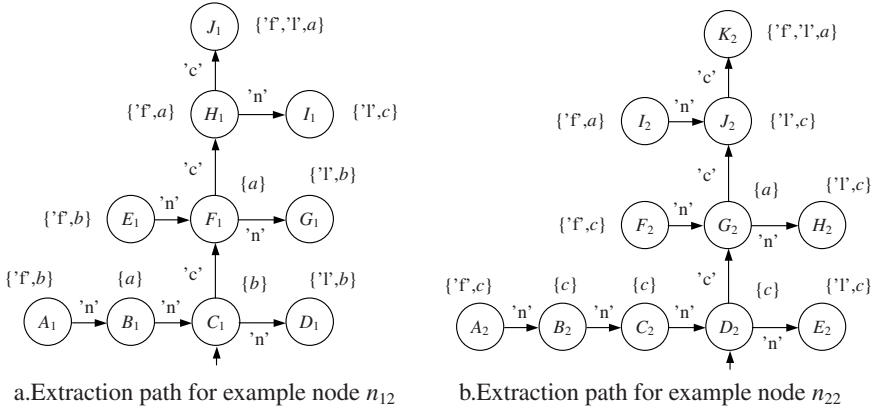 J1 {'f','l',a}
'c'
{'f',a} H1 'n' I1 {'l',c}
'c' {a} {'l',b}
{'f',b} E1 'n' F1 'n' G1
{'f',b} {a} 'c' {b} {'l',b}
A1 'n' B1 'n' C1 'n' D1
a.Extraction path for example node n12
K2 {'f','l',a}
'c'
{'f',a} I2 'n' J2 {'l',c}
'c' {a} {'l',c}
{'f',c} F2 'n' G2 'n' H2
{'f',c} {c} {c} 'c' {c} {'l',c}
A2 'n' B2 'n' C2 'n' D2 'n' E2
b.Extraction path for example node n22